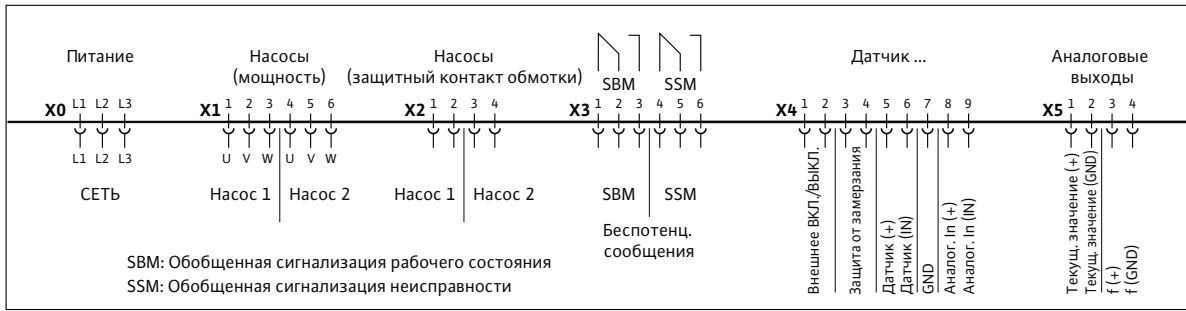 Питание
Насосы
(мощность)
Насосы
(защитный контакт обмотки)
SBM SSM
Датчик ...
Аналоговые
выходы
X0 L1 L2 L3
X1 1 2 3 4 5 6
X2 1 2 3 4
X3 1 2 3 4 5 6
X4 1 2 3 4 5 6 7 8 9
X5 1 2 3 4
L1 L2 L3
U V W U V W
СЕТЬ
Насос 1 Насос 2
Насос 1 Насос 2
SBM SSM
Беспотенц.
сообщения
Внешнее ВКЛ./ВЫКЛ.
Защита от замерзания
Датчик (+)
Датчик (IN)
GND
Аналог. In (+)
Аналог. In (IN)
Текущ. значение (+)
Текущ. значение (GND)
f (+)
f (GND)
SBM: Обобщенная сигнализация рабочего состояния
SSM: Обобщенная сигнализация неисправности